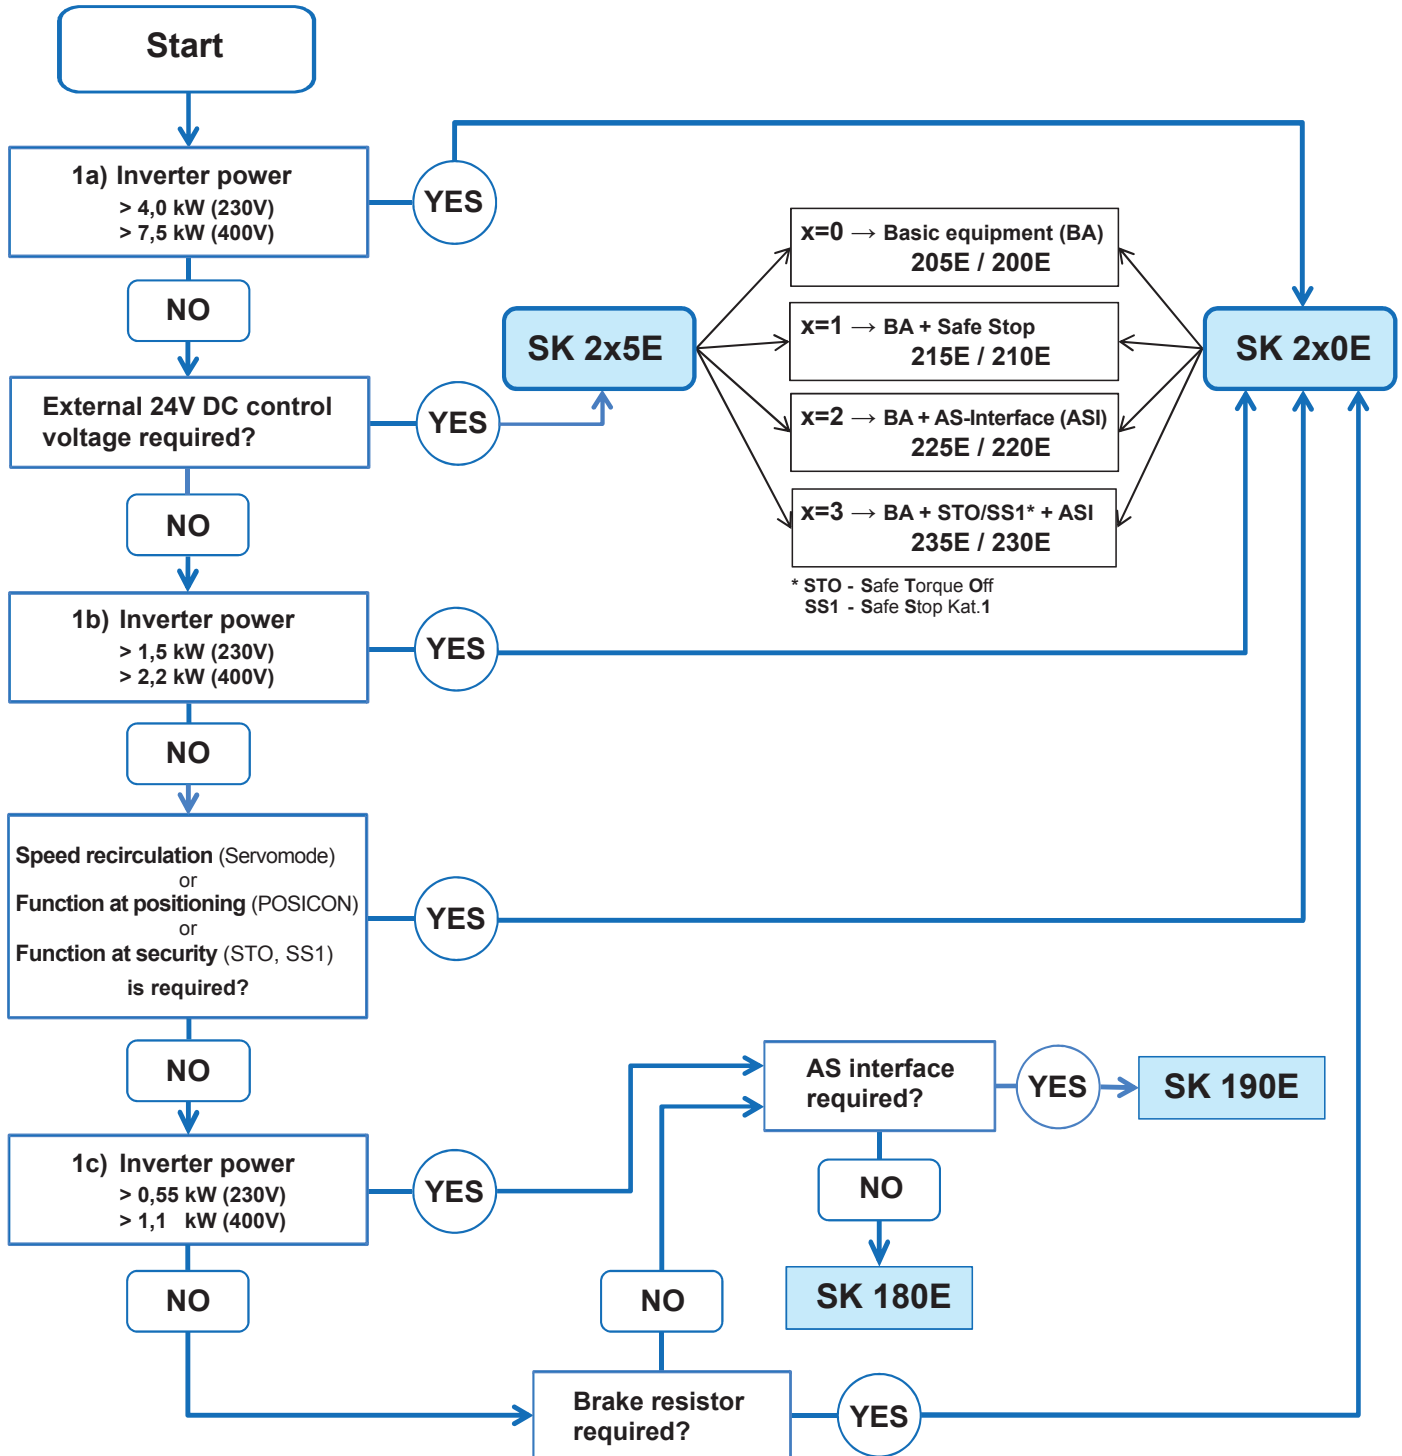 Start
1a) Inverter power
> 4,0 kW (230V)
> 7,5 kW (400V)
YES
NO
x=0 → Basic equipment (BA)
205E / 200E
x=1 → BA + Safe Stop
215E / 210E
x=2 → BA + AS-Interface (ASI)
225E / 220E
x=3 → BA + STO/SS1* + ASI
235E / 230E
* STO - Safe Torque Off
SS1 - Safe Stop Kat.1
SK 2x5E
SK 2x0E
External 24V DC control
voltage required?
YES
NO
1b) Inverter power
> 1,5 kW (230V)
> 2,2 kW (400V)
YES
NO
Speed recirculation (Servomode)
or
Function at positioning (POSICON)
or
Function at security (STO, SS1)
is required?
YES
NO
AS interface
required?
YES
SK 190E
1c) Inverter power
> 0,55 kW (230V)
> 1,1 kW (400V)
YES
NO
SK 180E
NO
NO
Brake resistor
required?
YES